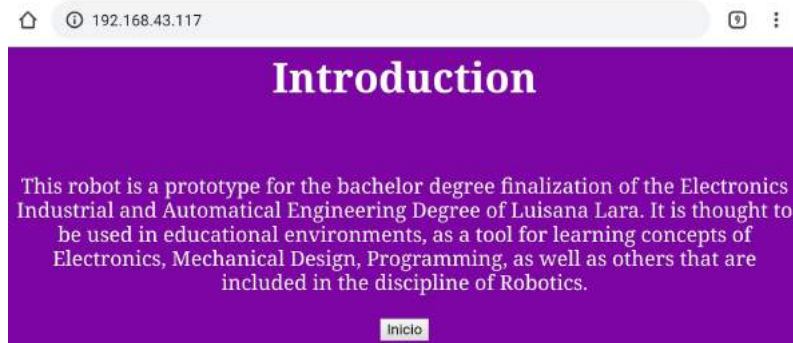 192.168.43.117
9
Introduction
This robot is a prototype for the bachelor degree finalization of the Electronics
Industrial and Automatical Engineering Degree of Luisana Lara. It is thought to
be used in educational environments, as a tool for learning concepts of
Electronics, Mechanical Design, Programming, as well as others that are
included in the discipline of Robotics.
Inicio